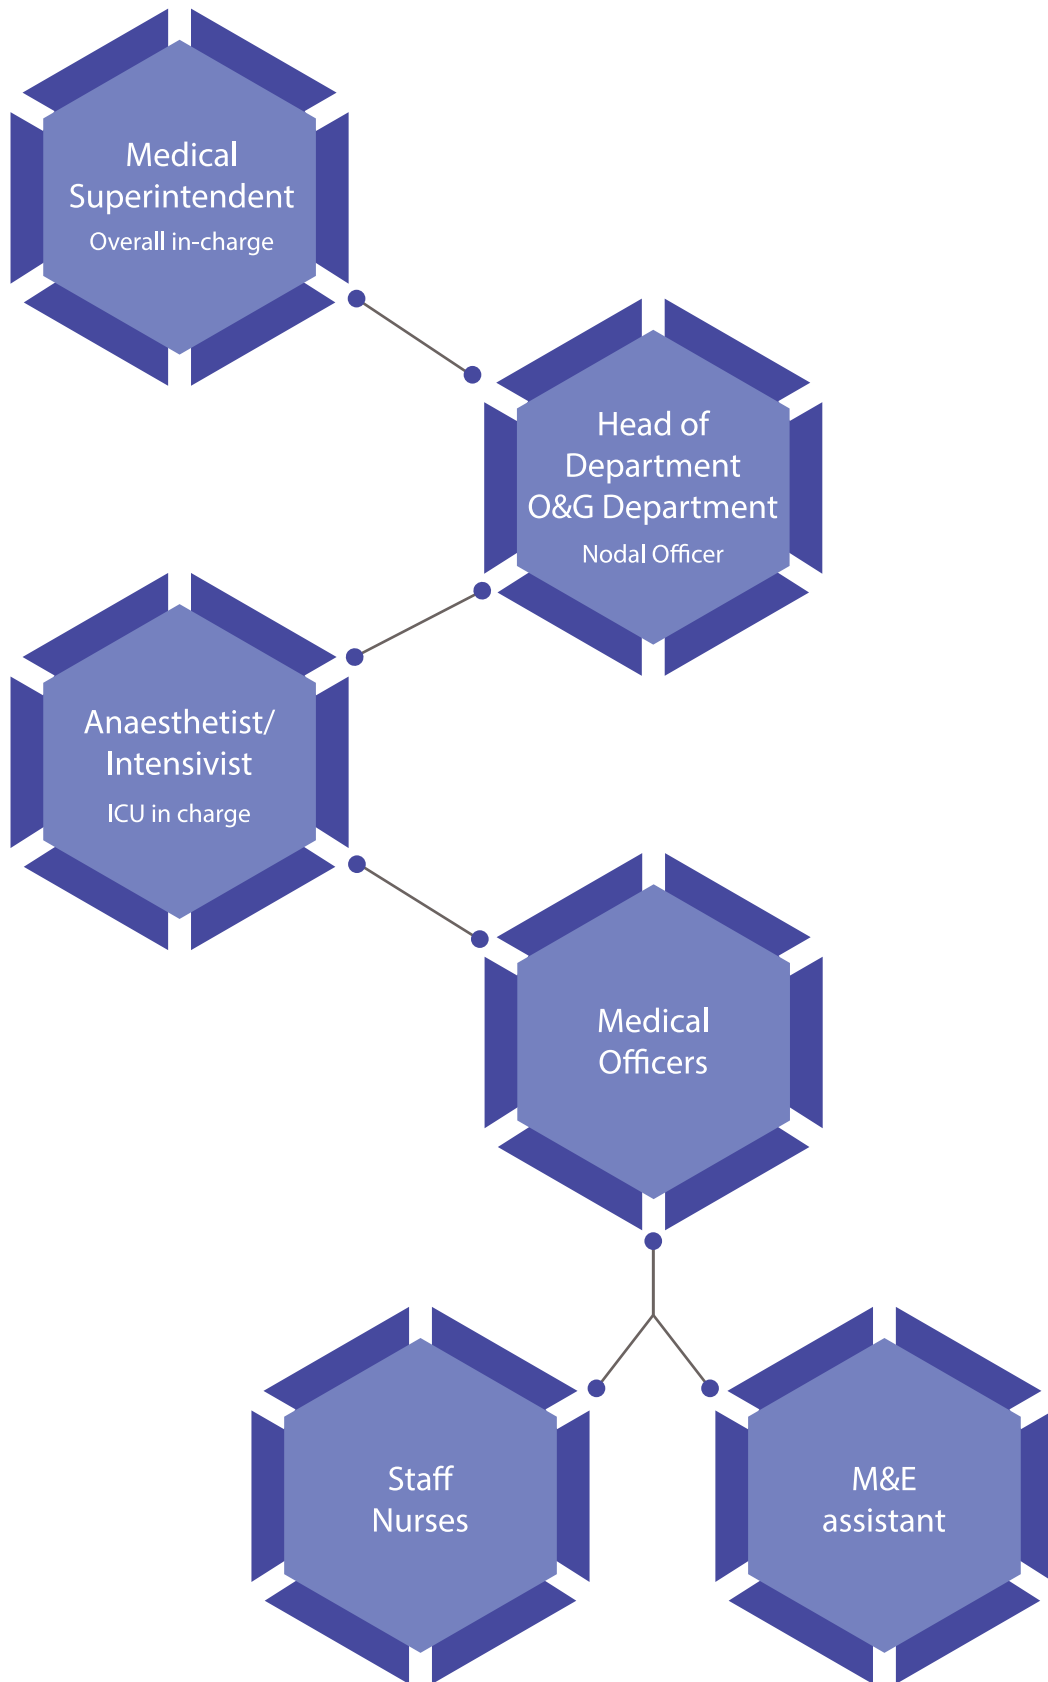 Medical
Superintendent
Overall in-charge
Head of
Department
O&G Department
Nodal Officer
Anaesthetist/
Intensivist
ICU in charge
Medical
Officers
Staff
Nurses
M&E
assistant